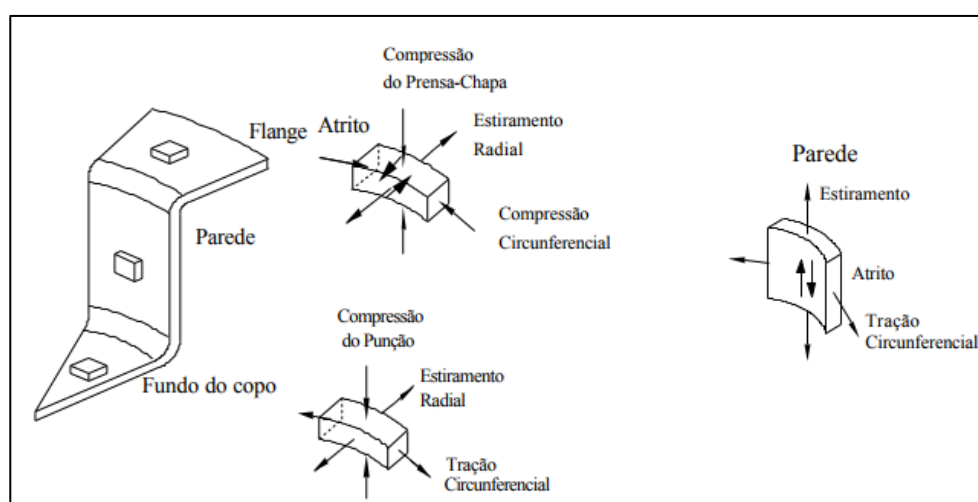 Compressão
do Prensa-Chapa
Flange
Atrito
Estiramento
Radial
Compressão
Circunferencial
Parede
Fundo do copo
Compressão
do Punção
Estiramento
Radial
Tração
Circunferencial
Parede
Estiramento
Atrito
Tração
Circunferencial